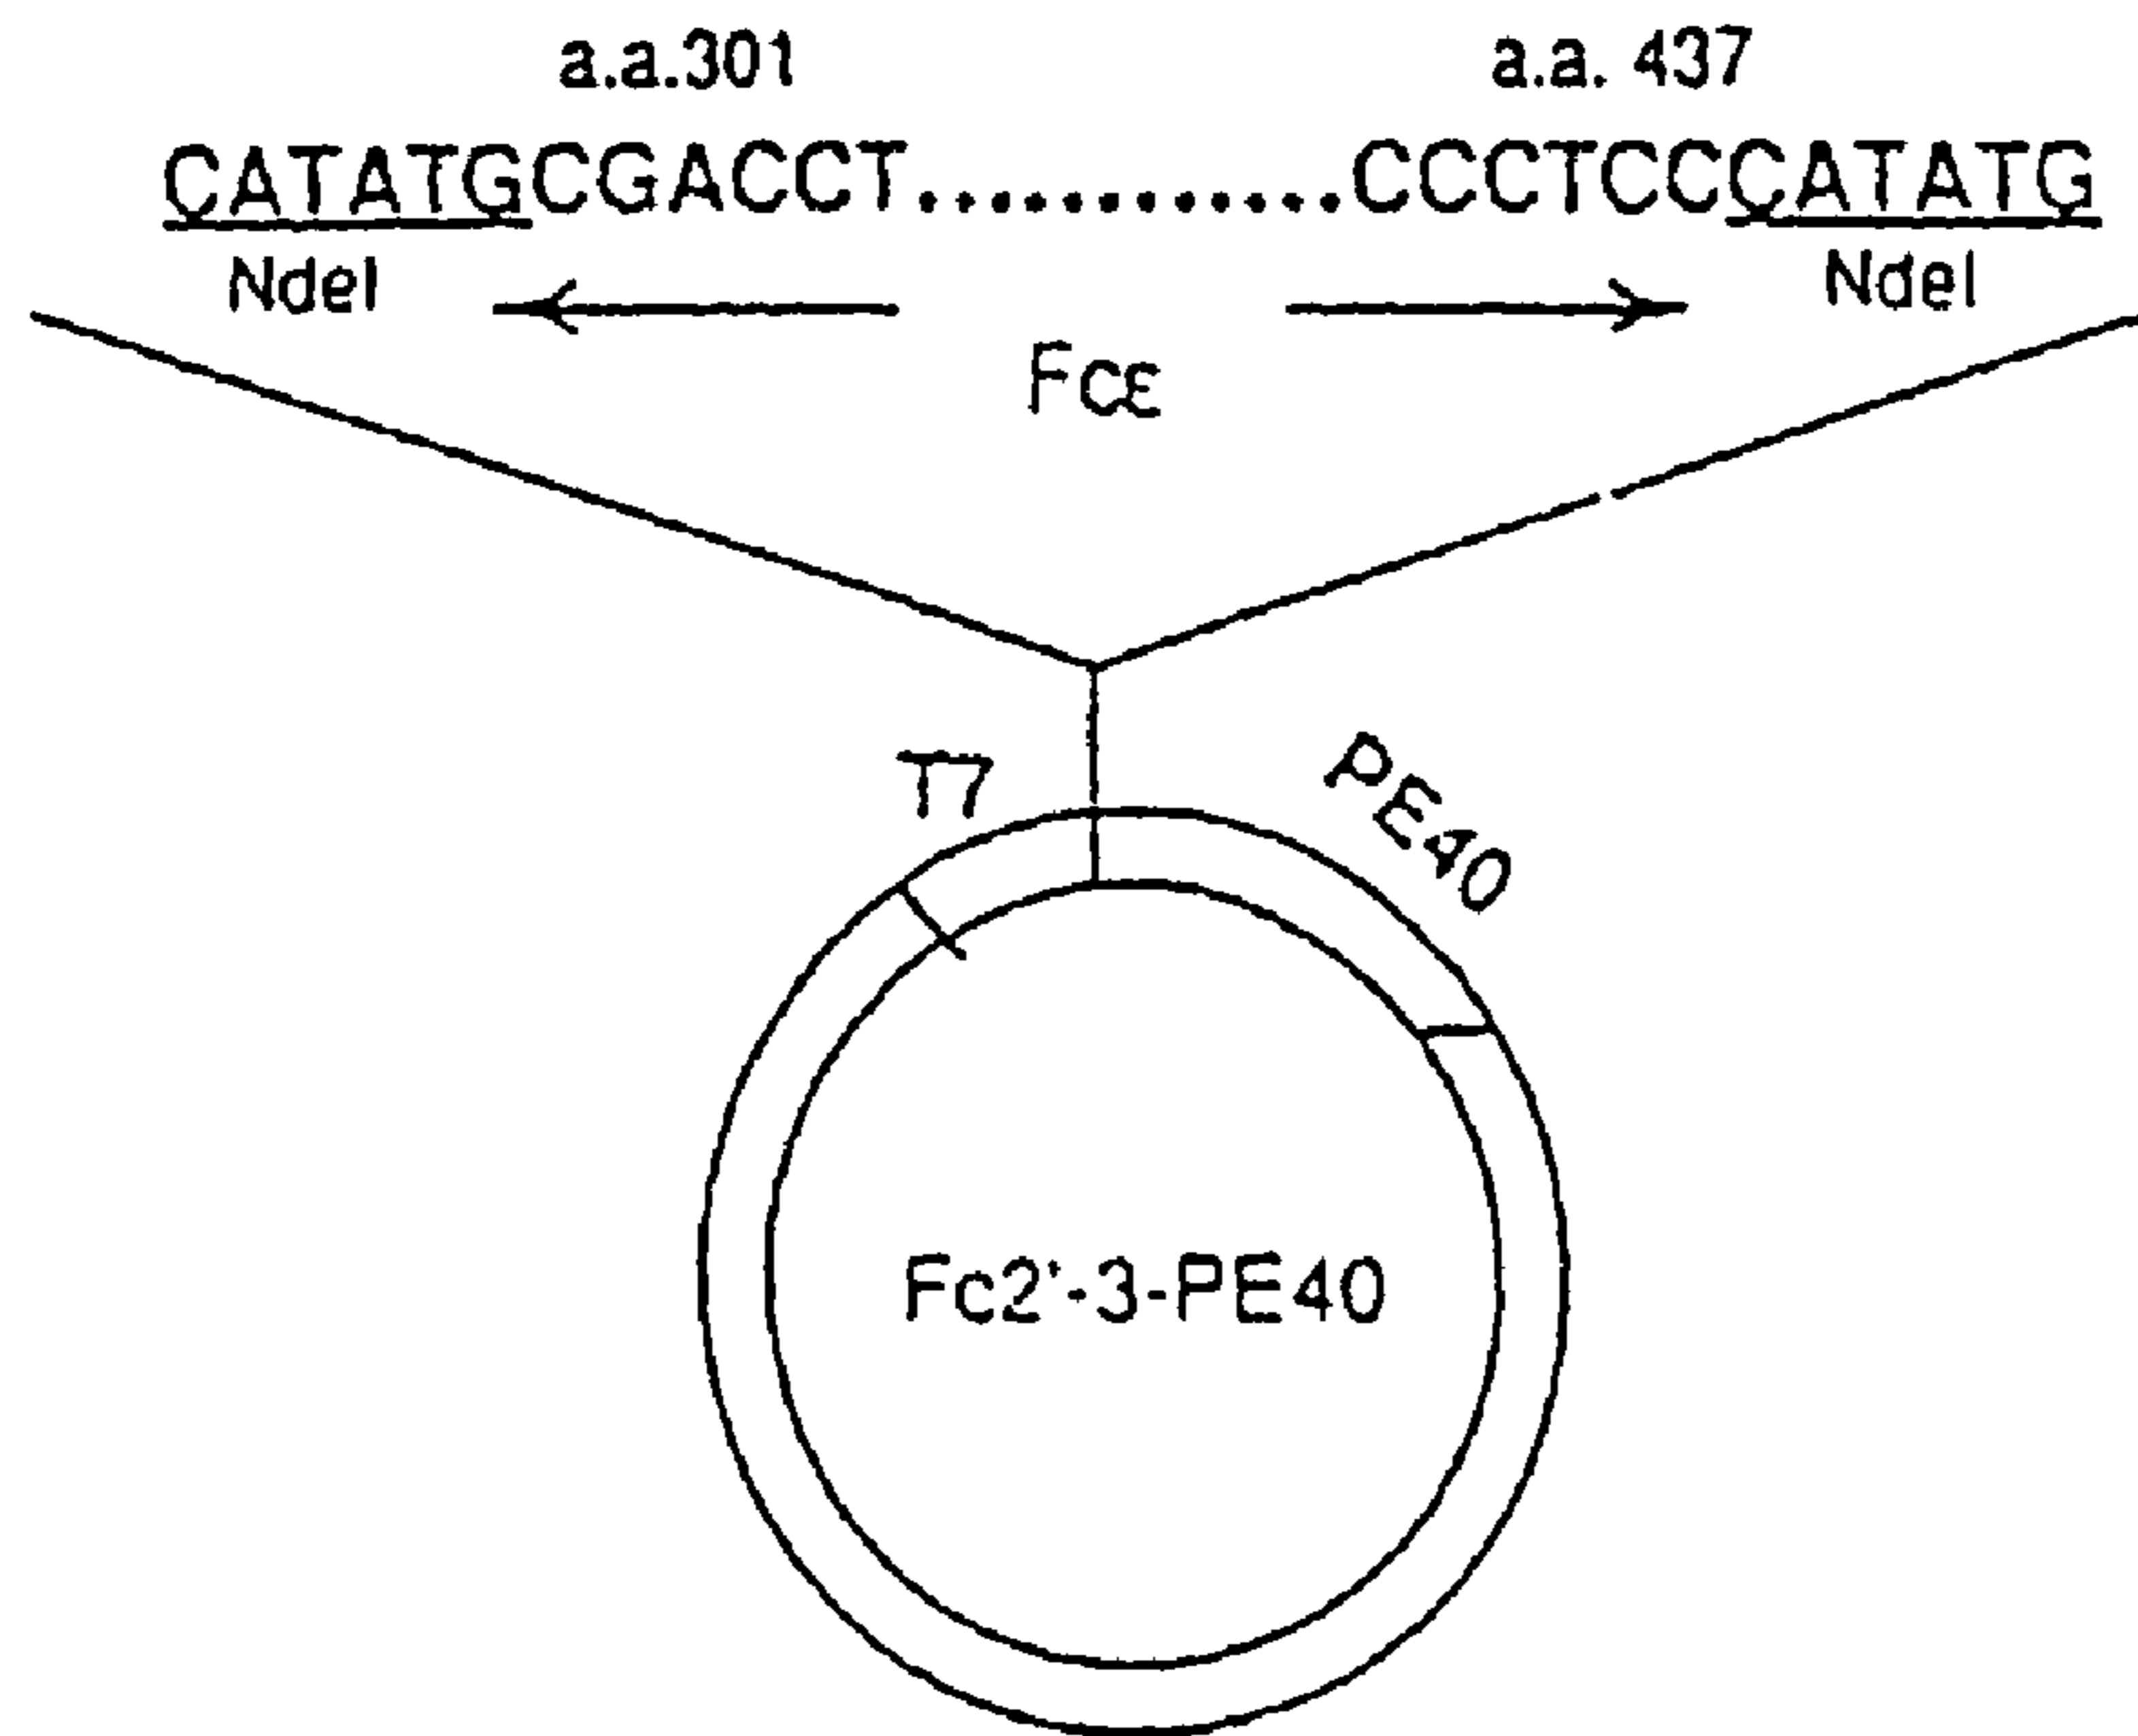 a.a.301 a.a. 437
CATATGCGACCT............CCCTCCCATATG
NdeI NdeI
Fcε
T7
PE40
Fc2'-3-PE40